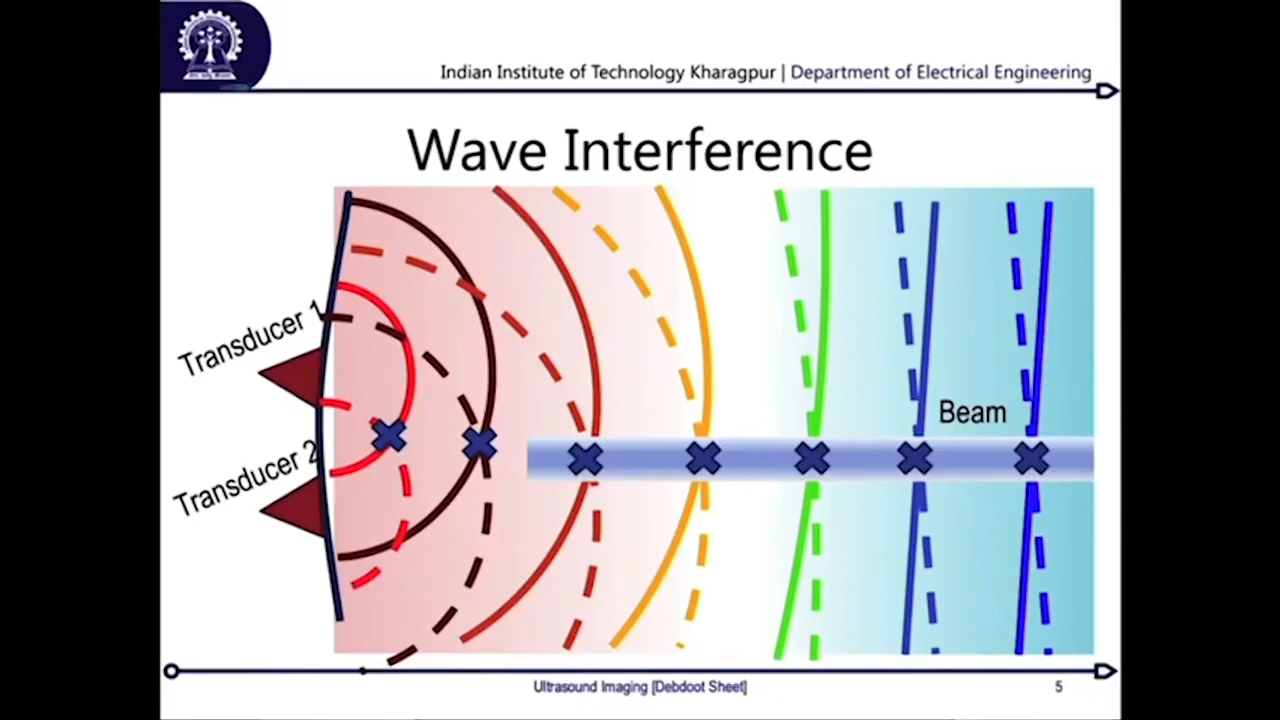 Indian Institute of Technology Kharagpur | Department of Electrical Engineering
Wave Interference
Transducer 1
Transducer 2
Beam
Ultrasound Imaging [Debdoot Sheet]
5